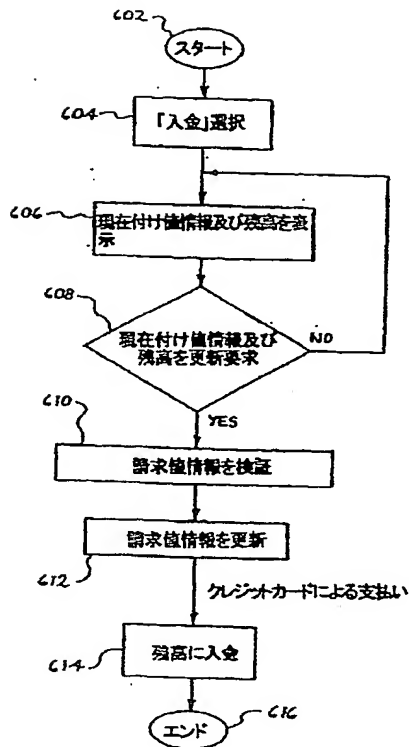 602
スタート
604
「入金」選択
606
現在付け値情報及び残高を表
示
608
現在付け値情報及び
残高を更新要求
NO
YES
610
請求値情報を検証
請求値情報を更新
612
クレジットカードによる支払い
残高に入金
614
エンド
616